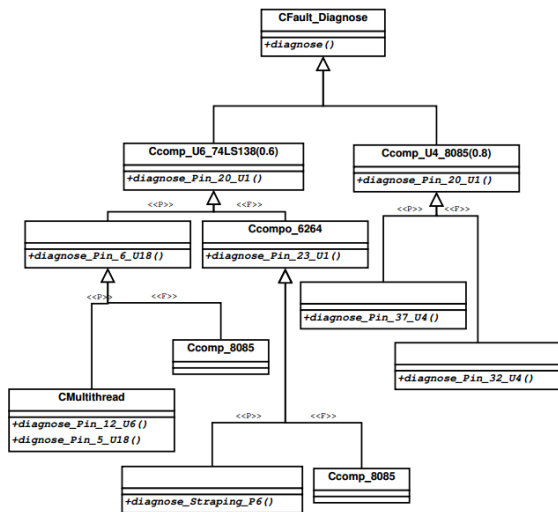 CFault_Diagnose
+diagnose()
Ccomp_U6_74LS138(0.6)
+diagnose_Pin_20_U1()
Ccomp_U4_8085(0.8)
+diagnose_Pin_20_U1()
<<P>>
<<F>>
<<P>>
<<F>>
+diagnose_Pin_6_U18()
Ccompo_6264
+diagnose_Pin_23_U1()
<<P>>
<<F>>
+diagnose_Pin_37_U4()
Ccomp_8085
+diagnose_Pin_32_U4()
CMultithread
+diagnose_Pin_12_U6()
+dignose_Pin_5_U18()
<<P>>
<<F>>
+diagnose_Straping_P6()
Ccomp_8085